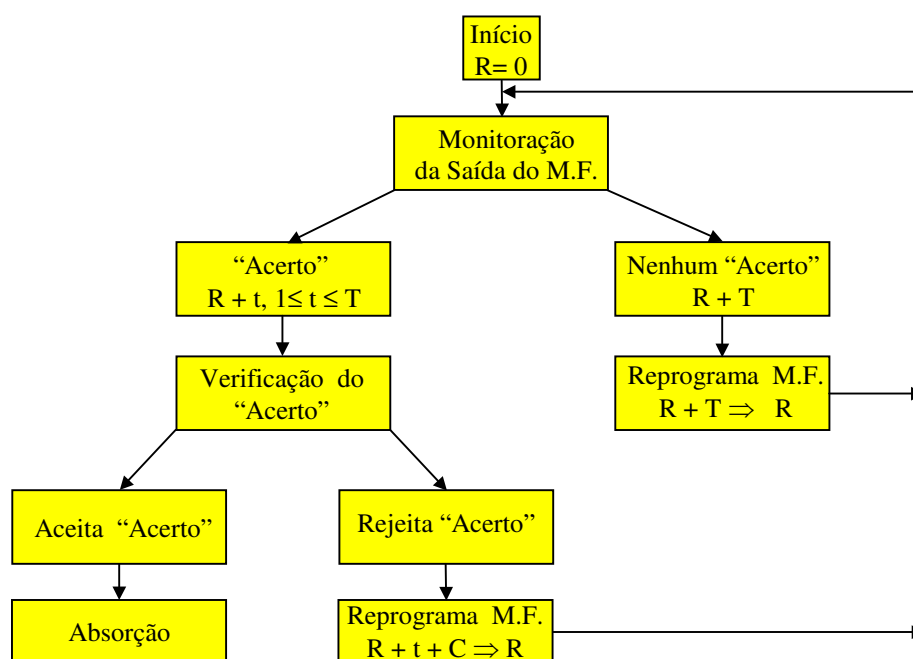 Início
R= 0
Monitoração
da Saída do M.F.
“Acerto”
R + t, 1≤ t ≤ T
Nenhum “Acerto”
R + T
Verificação do
“Acerto”
Reprograma M.F.
R + T ⇒ R
Aceita “Acerto”
Rejeita “Acerto”
Absorção
Reprograma M.F.
R + t + C ⇒ R